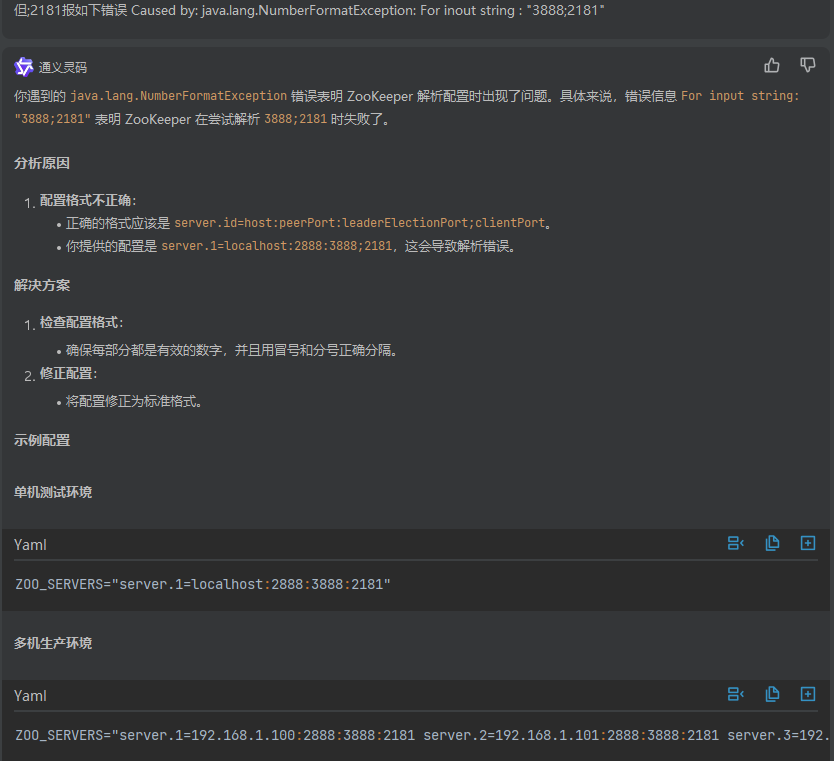 但;2181报如下错误 Caused by: java.lang.NumberFormatException: For inout string : "3888;2181"
通义灵码
你遇到的 java.lang.NumberFormatException 错误表明 ZooKeeper 解析配置时出现了问题。具体来说，错误信息 For input string:
"3888;2181" 表明 ZooKeeper 在尝试解析 3888;2181 时失败了。
分析原因
1. 配置格式不正确:
• 正确的格式应该是 server.id=host:peerPort:leaderElectionPort;clientPort。
• 你提供的配置是 server.1=localhost:2888:3888;2181，这会导致解析错误。
解决方案
1. 检查配置格式:
• 确保每部分都是有效的数字，并且用冒号和分号正确分隔。
2. 修正配置:
• 将配置修正为标准格式。
示例配置
单机测试环境
Yaml
ZOO_SERVERS="server.1=localhost:2888:3888:2181"
多机生产环境
Yaml
ZOO_SERVERS="server.1=192.168.1.100:2888:3888:2181 server.2=192.168.1.101:2888:3888:2181 server.3=192.